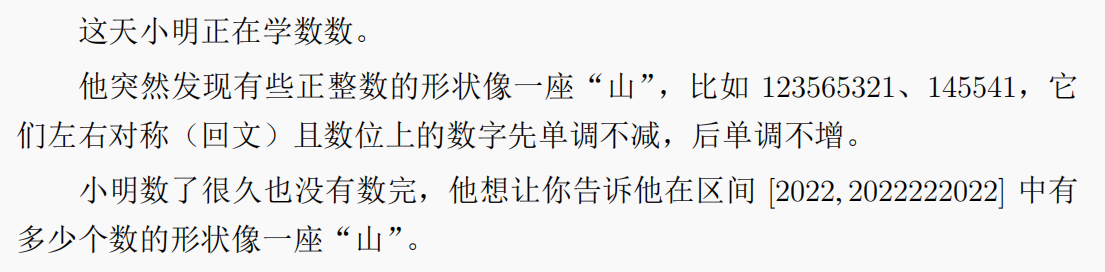 这天小明正在学数数。
他突然发现有些正整数的形状像一座“山”，比如 123565321、145541，它
们左右对称（回文）且数位上的数字先单调不减，后单调不增。
小明数了很久也没有数完，他想让你告诉他在区间 [2022, 2022222022] 中有
多少个数的形状像一座“山”。